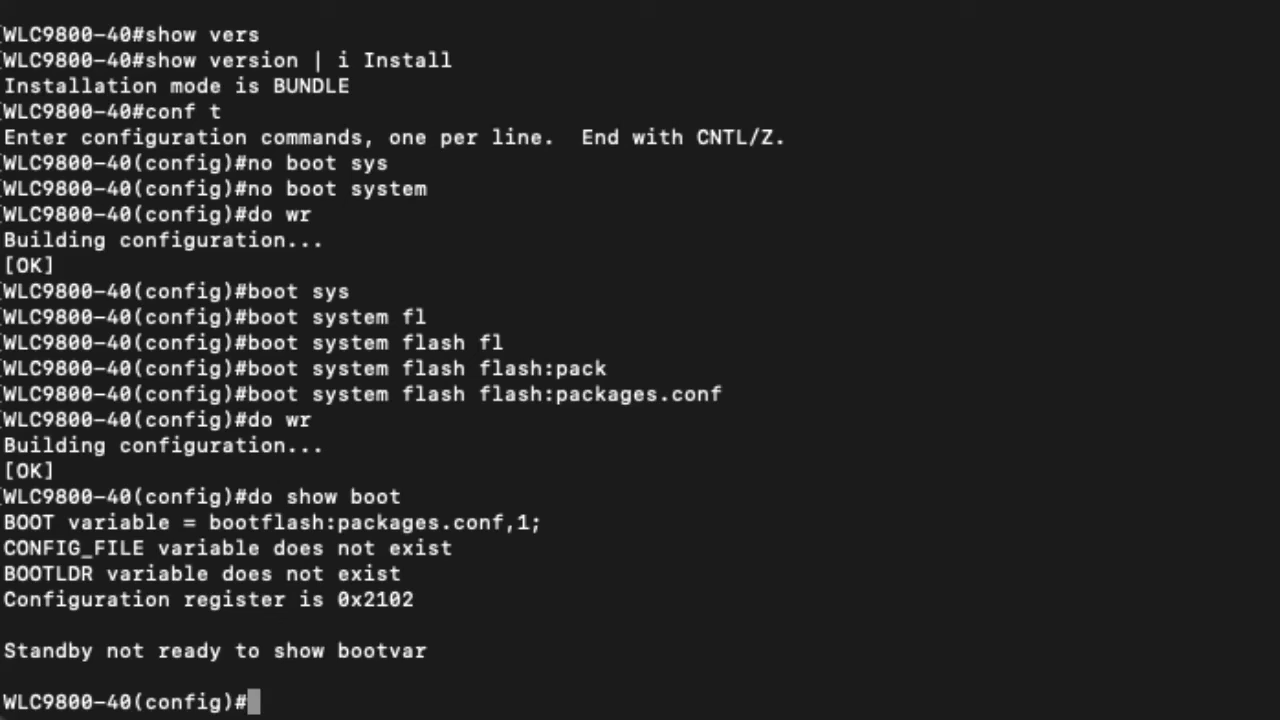 WLC9800-40#show vers
WLC9800-40#show version | i Install
Installation mode is BUNDLE
WLC9800-40#conf t
Enter configuration commands, one per line.  End with CNTL/Z.
WLC9800-40(config)#no boot sys
WLC9800-40(config)#no boot system
WLC9800-40(config)#do wr
Building configuration...
[OK]
WLC9800-40(config)#boot sys
WLC9800-40(config)#boot system fl
WLC9800-40(config)#boot system flash fl
WLC9800-40(config)#boot system flash flash:pack
WLC9800-40(config)#boot system flash flash:packages.conf
WLC9800-40(config)#do wr
Building configuration...
[OK]
WLC9800-40(config)#do show boot
BOOT variable = bootflash:packages.conf,1;
CONFIG_FILE variable does not exist
BOOTLDR variable does not exist
Configuration register is 0x2102
Standby not ready to show bootvar
WLC9800-40(config)#